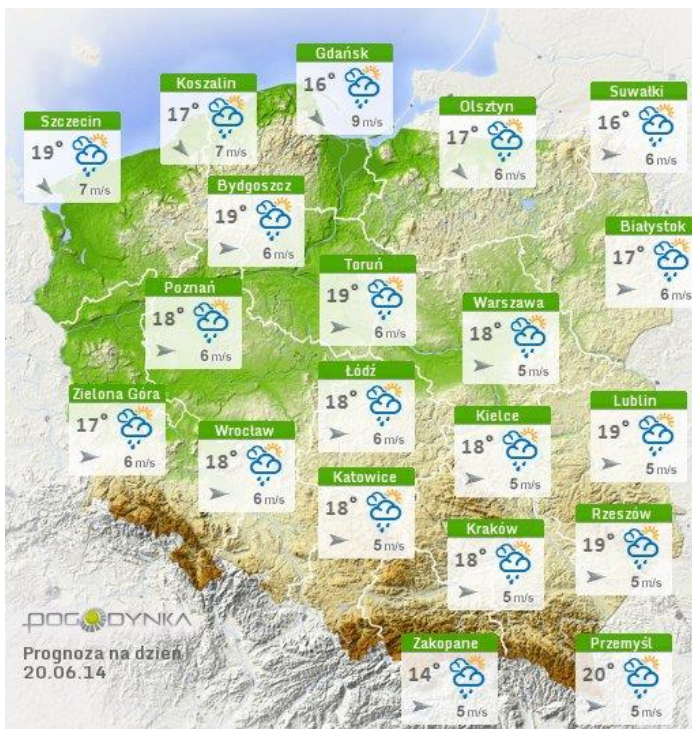 Gdańsk
16°
9 m/s
Koszalin
17°
7 m/s
Suwałki
16°
6 m/s
Olsztyn
17°
6 m/s
Szczecin
19°
7 m/s
Bydgoszcz
19°
6 m/s
Białystok
17°
6 m/s
Toruń
19°
6 m/s
Poznań
18°
6 m/s
Warszawa
18°
5 m/s
Łódź
18°
6 m/s
Zielona Góra
17°
6 m/s
Lublin
19°
5 m/s
Kielce
18°
5 m/s
Wrocław
18°
6 m/s
Katowice
18°
5 m/s
Rzeszów
19°
5 m/s
Kraków
18°
5 m/s
POGODYNKA
Prognoza na dzień
20.06.14
Zakopane
14°
5 m/s
Przemyśl
20°
5 m/s